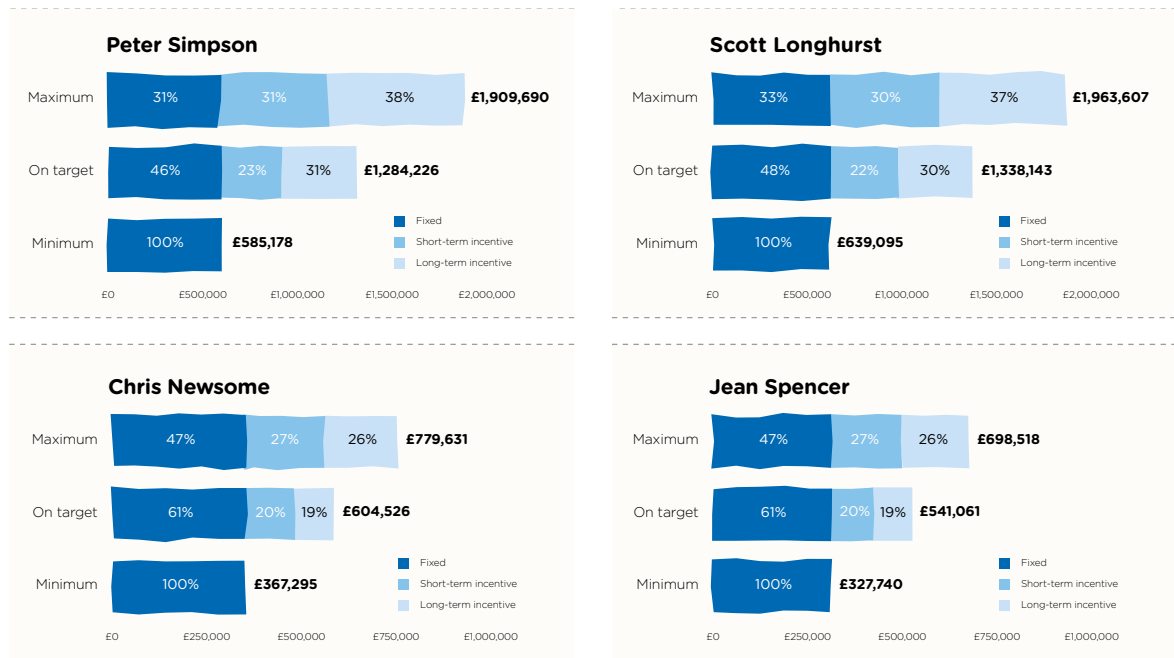 Peter Simpson
Maximum 31% 31% 38% £1,909,690
On target 46% 23% 31% £1,284,226
Minimum 100% £585,178
Fixed
Short-term incentive
Long-term incentive
£0 £500,000 £1,000,000 £1,500,000 £2,000,000
Scott Longhurst
Maximum 33% 30% 37% £1,963,607
On target 48% 22% 30% £1,338,143
Minimum 100% £639,095
Fixed
Short-term incentive
Long-term incentive
£0 £500,000 £1,000,000 £1,500,000 £2,000,000
Chris Newsome
Maximum 47% 27% 26% £779,631
On target 61% 20% 19% £604,526
Minimum 100% £367,295
Fixed
Short-term incentive
Long-term incentive
£0 £250,000 £500,000 £750,000 £1,000,000
Jean Spencer
Maximum 47% 27% 26% £698,518
On target 61% 20% 19% £541,061
Minimum 100% £327,740
Fixed
Short-term incentive
Long-term incentive
£0 £250,000 £500,000 £750,000 £1,000,000